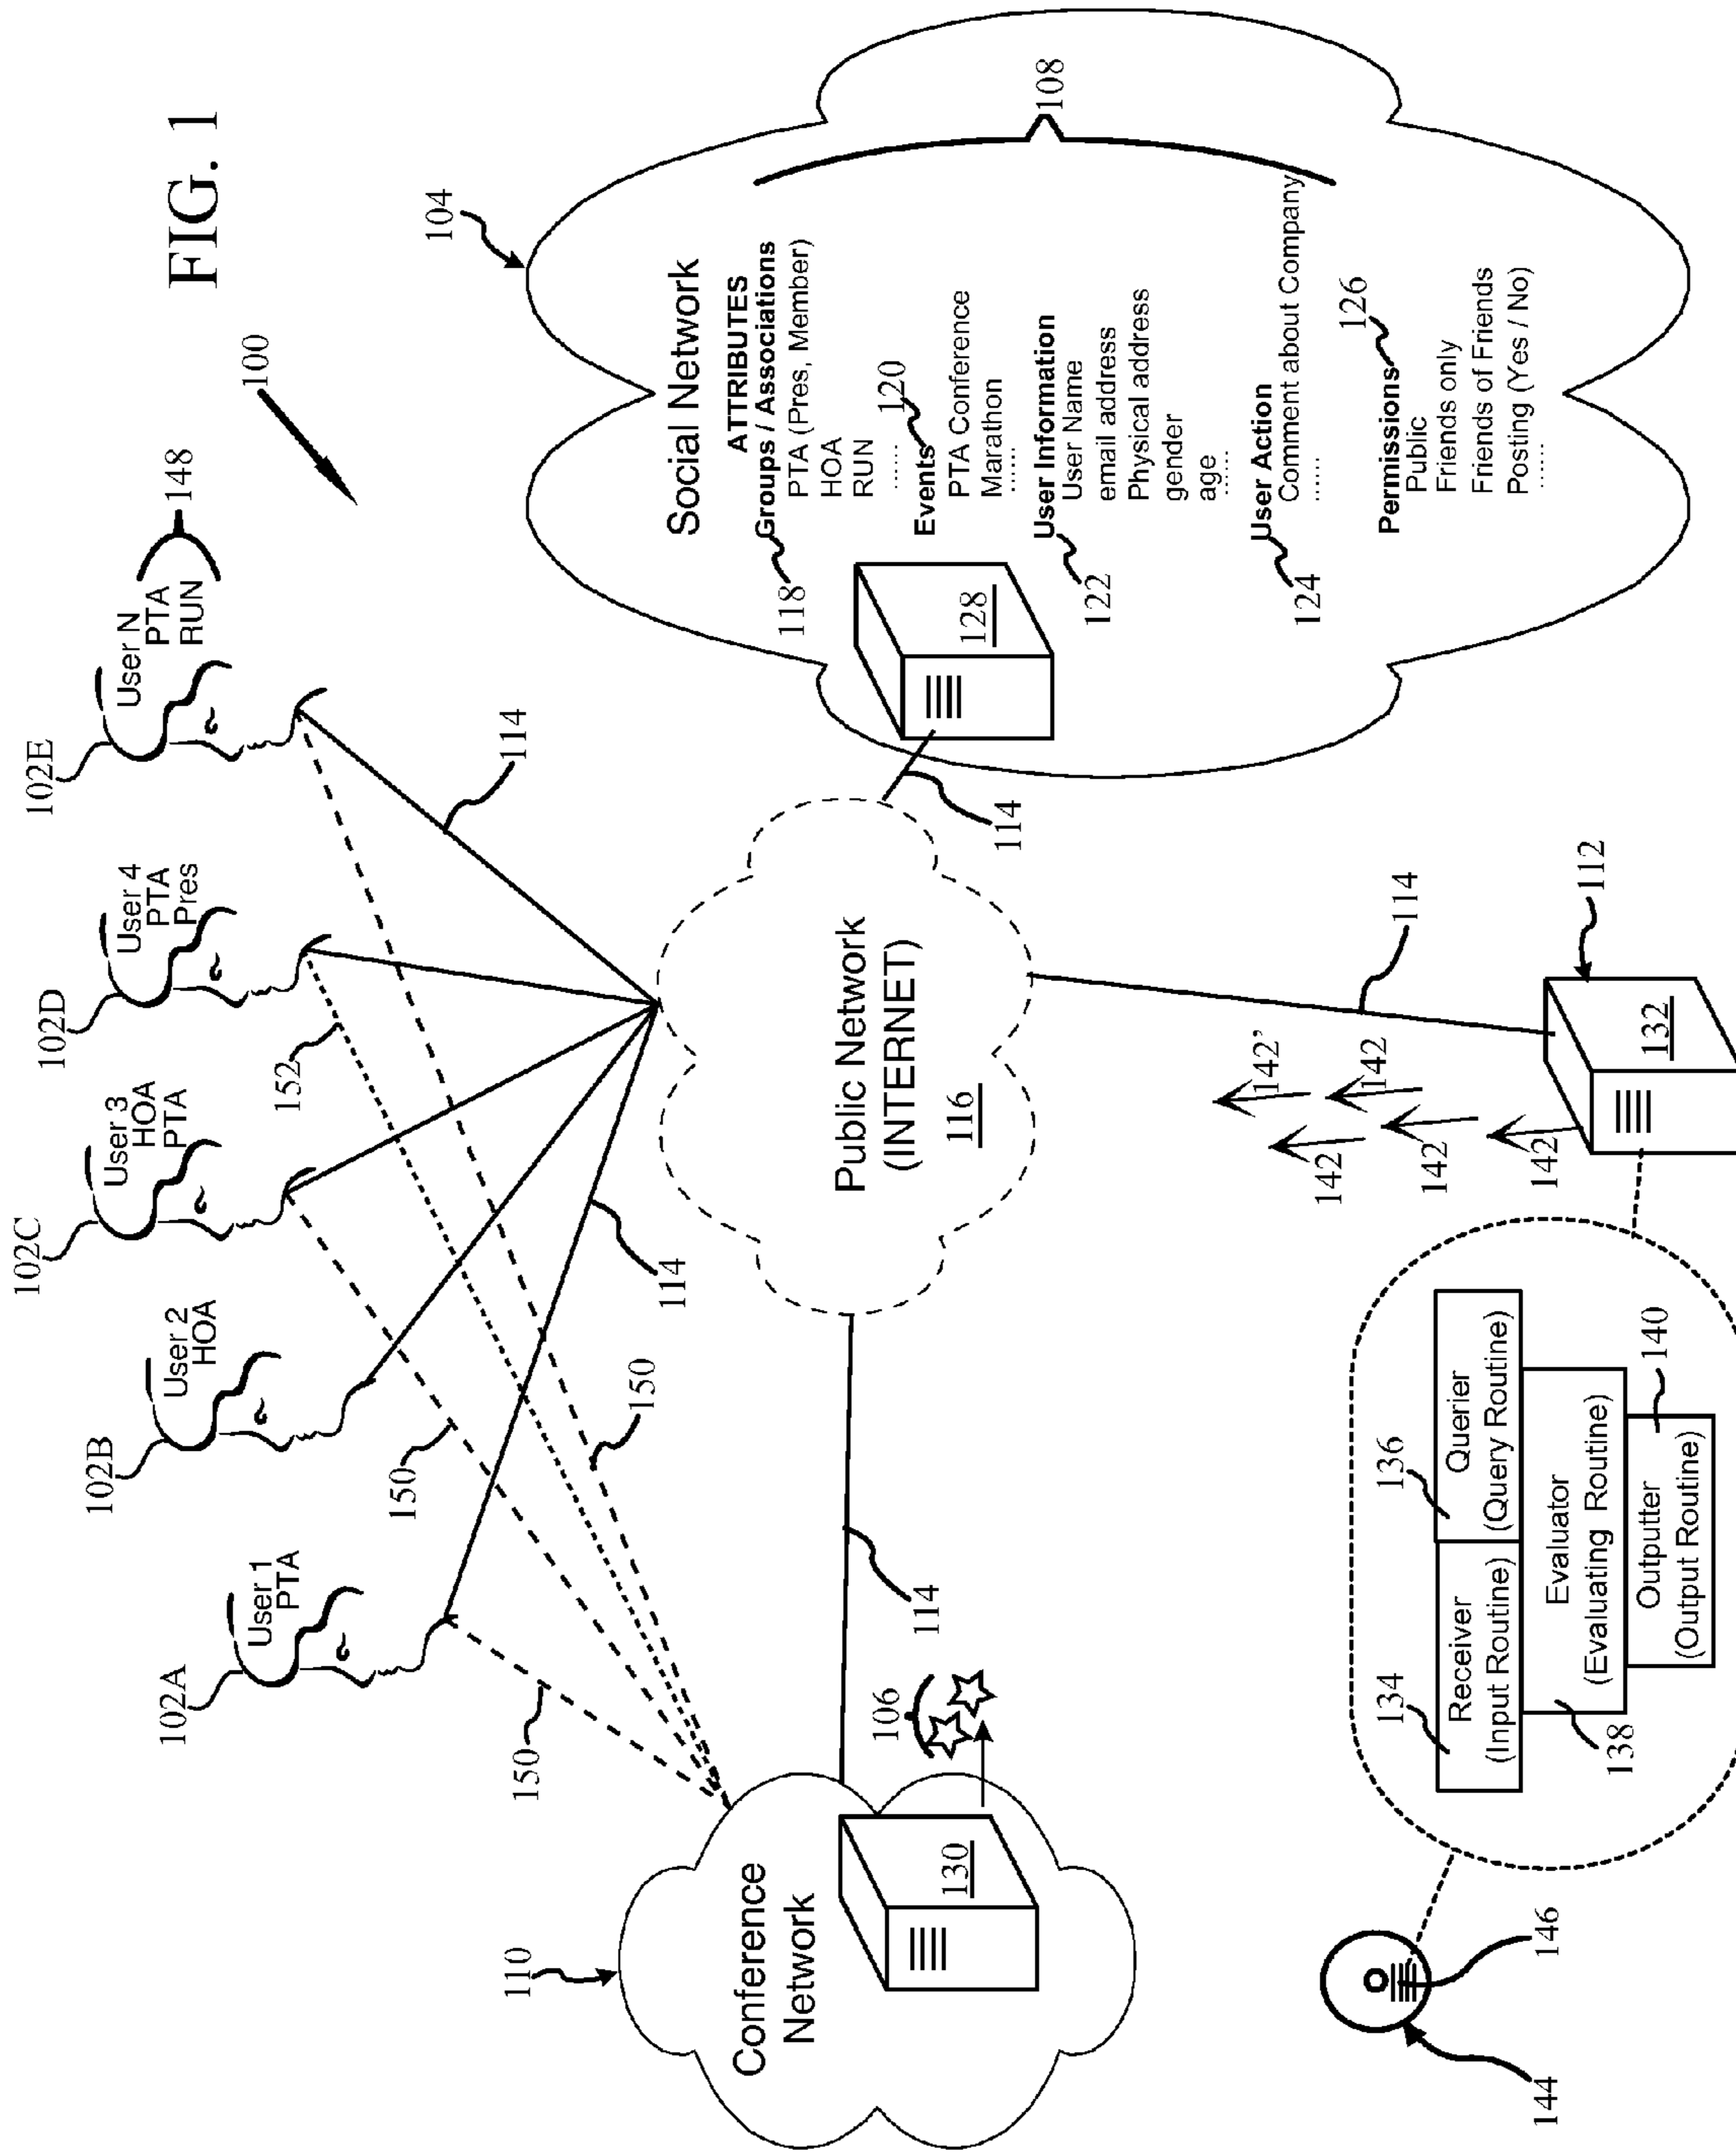 FIG. 1
100
102A
User 1
PTA
102B
User 2
HOA
102C
User 3
HOA
PTA
102D
User 4
PTA
Pres
102E
User N
PTA
RUN
148
150
150
150
152
114
114
110
Conference
Network
130
106
114
Public Network
(INTERNET)
116
114
104
Social Network
ATTRIBUTES
118
Groups / Associations
PTA (Pres, Member)
HOA
RUN
......
Events
120
PTA Conference
Marathon
......
122
User Information
User Name
email address
Physical address
gender
age
......
124
User Action
Comment about Company
......
Permissions
126
Public
Friends only
Friends of Friends
Posting (Yes / No)
......
108
128
114
112
132
142'
142
142
142
142
134
Receiver
(Input Routine)
136
Querier
(Query Routine)
138
Evaluator
(Evaluating Routine)
140
Outputter
(Output Routine)
144
146